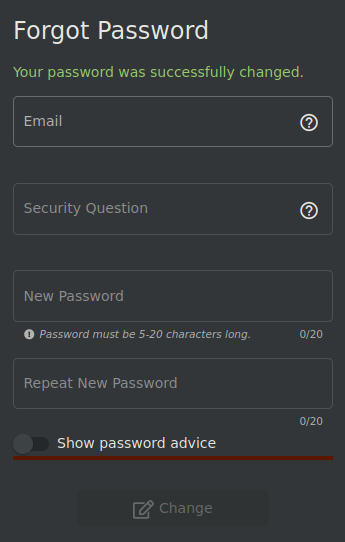 Forgot Password
Your password was successfully changed.
Email
Security Question
New Password
Password must be 5-20 characters long. 0/20
Repeat New Password
0/20
Show password advice
Change